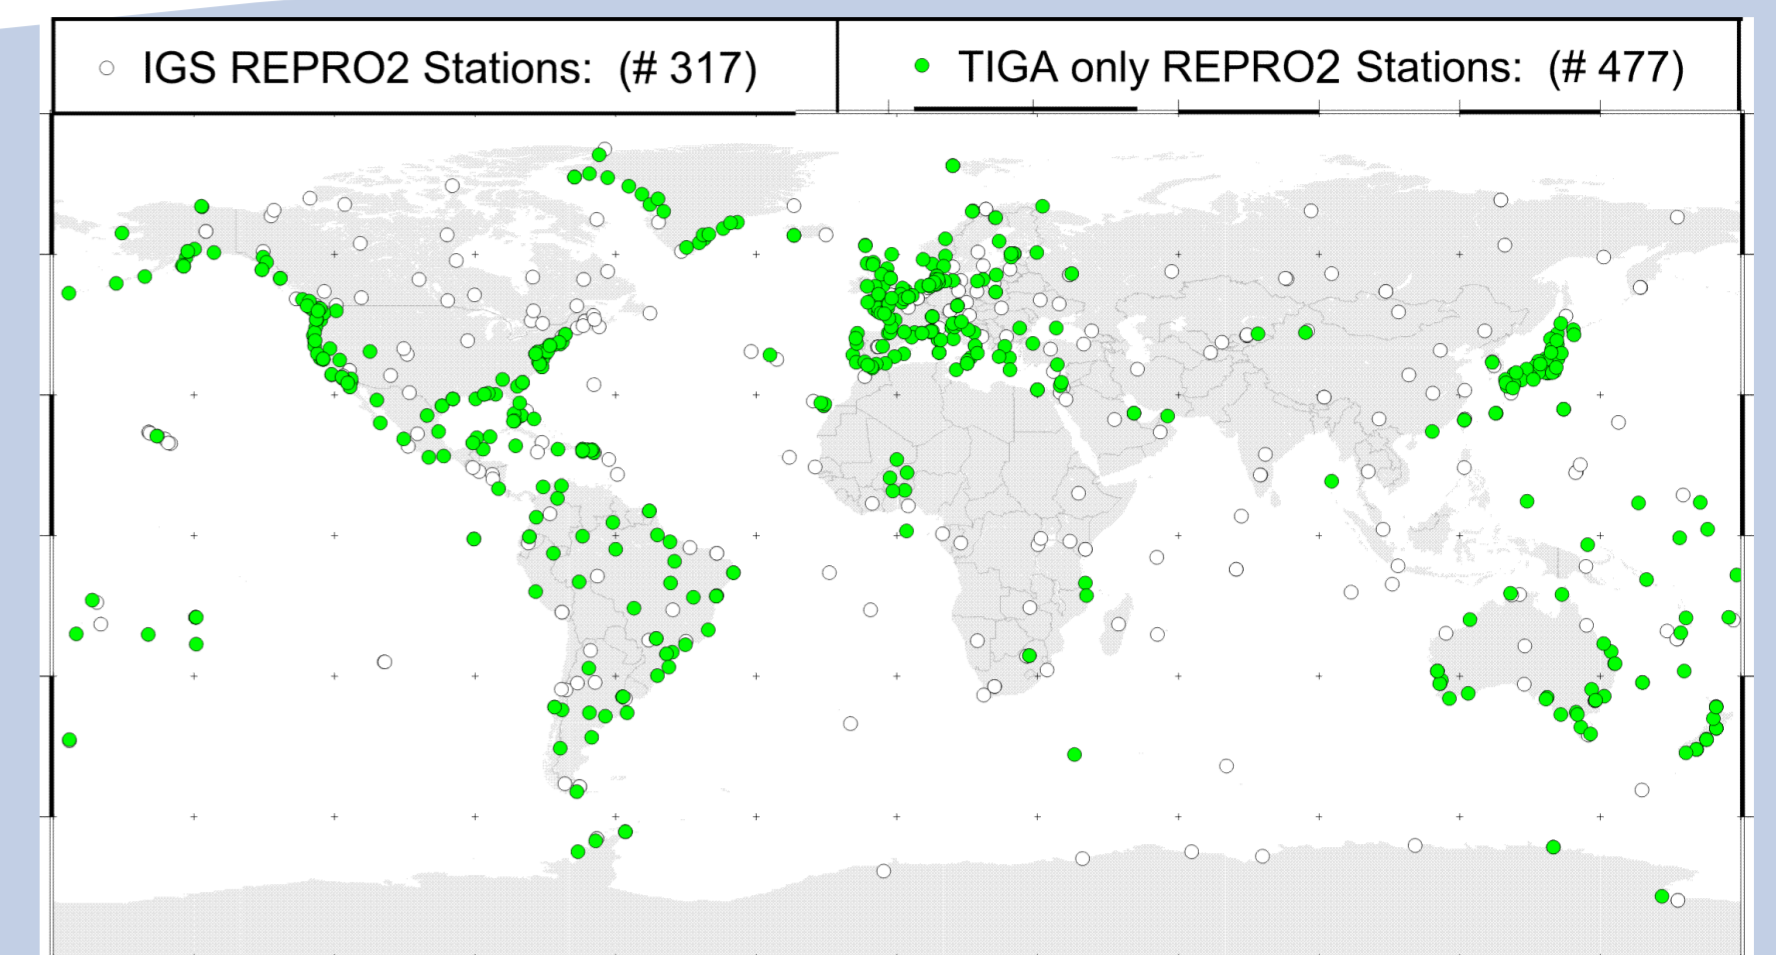 IGS REPRO2 Stations: (# 317)
TIGA only REPRO2 Stations: (# 477)